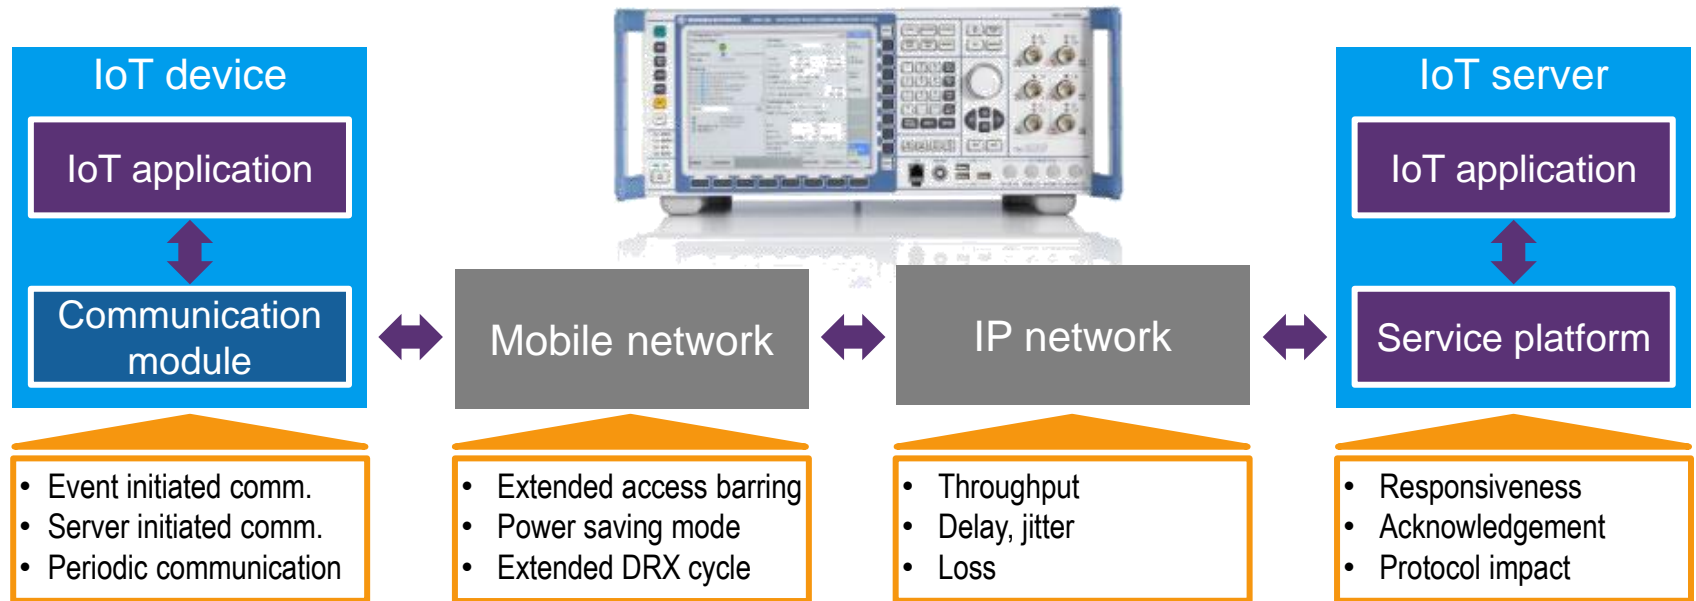 IoT device
IoT application
Communication
module
Mobile network
IP network
IoT server
IoT application
Service platform
• Event initiated comm.
• Server initiated comm.
• Periodic communication
• Extended access barring
• Power saving mode
• Extended DRX cycle
• Throughput
• Delay, jitter
• Loss
• Responsiveness
• Acknowledgement
• Protocol impact